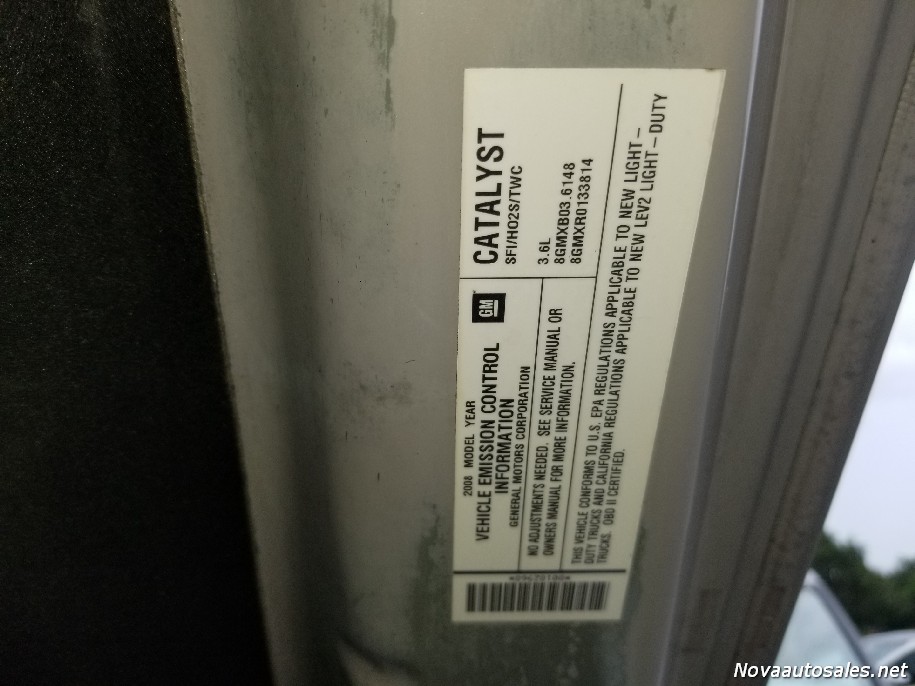 2008 MODEL YEAR
VEHICLE EMISSION CONTROL
INFORMATION
GENERAL MOTORS CORPORATION
GM
CATALYST
SFI/HO2S/TWC
NO ADJUSTMENTS NEEDED. SEE SERVICE MANUAL OR
OWNERS MANUAL FOR MORE INFORMATION.
3.6L
8GMXB03.6148
8GMXR0133814
THIS VEHICLE CONFORMS TO U.S. EPA REGULATIONS APPLICABLE TO NEW LIGHT-
DUTY TRUCKS AND CALIFORNIA REGULATIONS APPLICABLE TO NEW LEV2 LIGHT-DUTY
TRUCKS. OBD II CERTIFIED.
Novaautosales.net